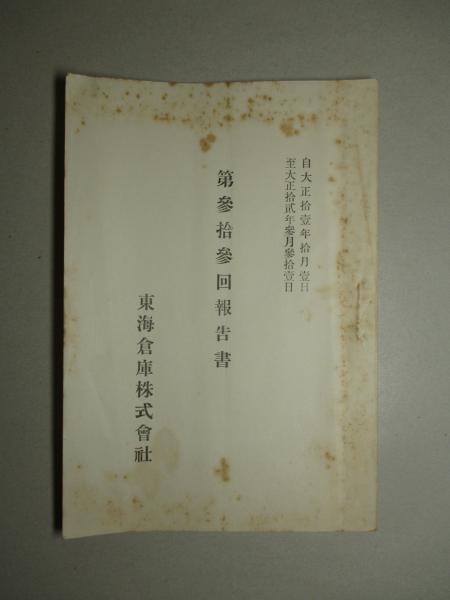 自大正拾壹年拾月壹日
至大正拾貳年參月參拾壹日
第參拾參回報告書
東海倉庫株式會社